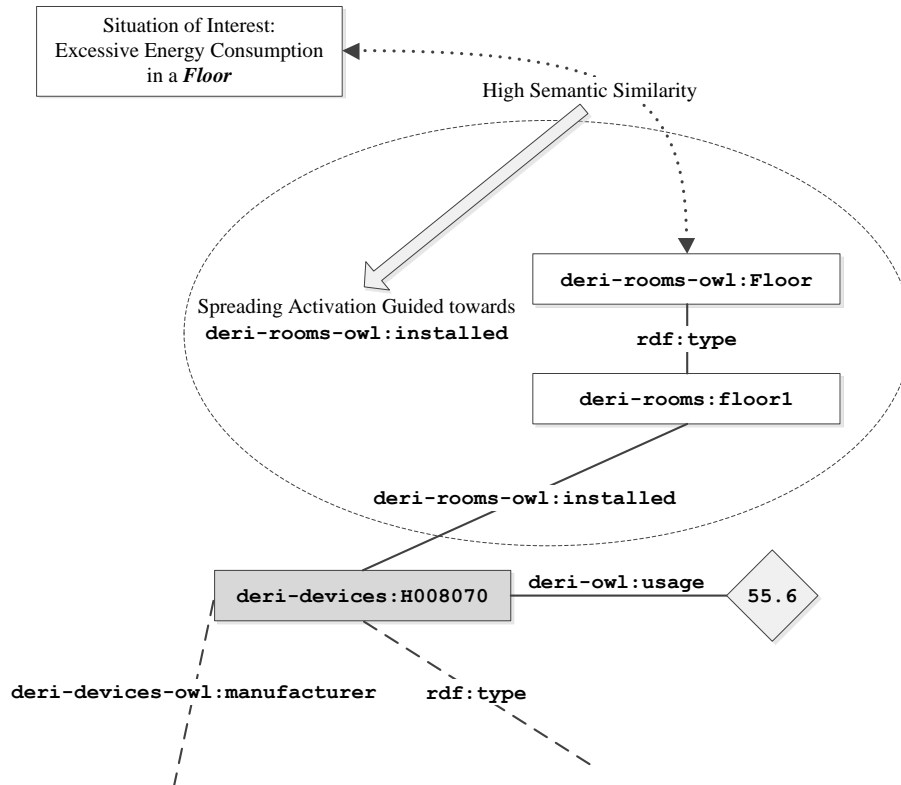 Situation of Interest:
Excessive Energy Consumption
in a Floor
High Semantic Similarity
deri-rooms-owl:Floor
Spreading Activation Guided towards
deri-rooms-owl:installed
rdf:type
deri-rooms:floor1
deri-rooms-owl:installed
deri-owl:usage
deri-devices:H008070
55.6
deri-devices-owl:manufacturer
rdf:type